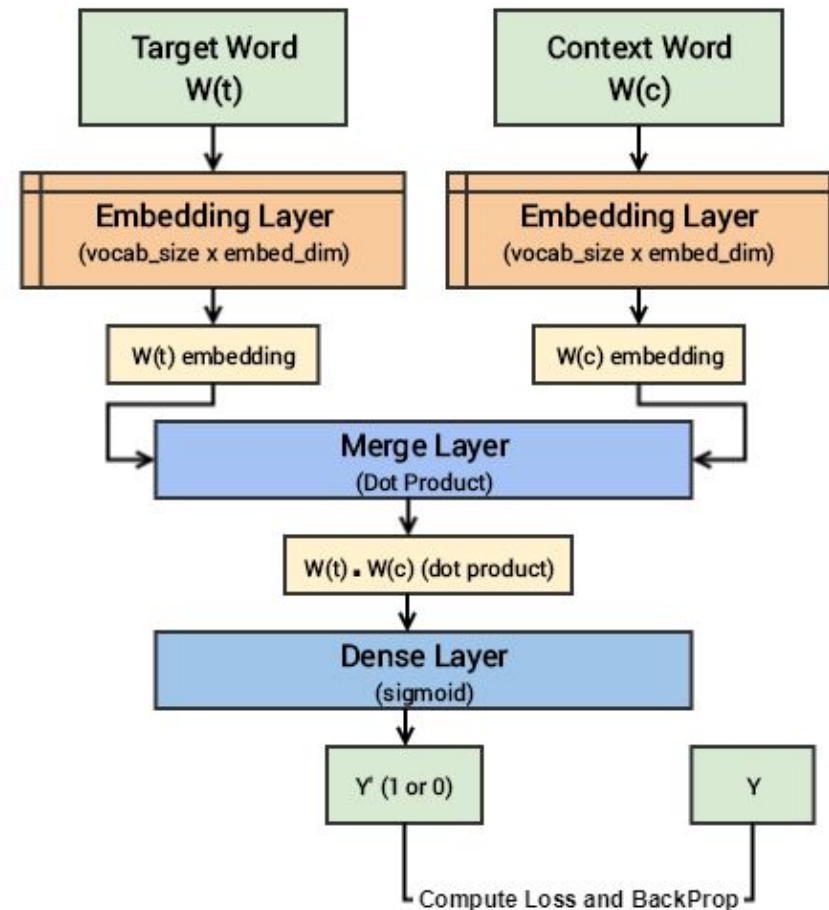 Target Word
W(t)
Context Word
W(c)
Embedding Layer
(vocab_size x embed_dim)
Embedding Layer
(vocab_size x embed_dim)
W(t) embedding
W(c) embedding
Merge Layer
(Dot Product)
W(t) . W(c) (dot product)
Dense Layer
(sigmoid)
Y' (1 or 0)
Y
Compute Loss and BackProp